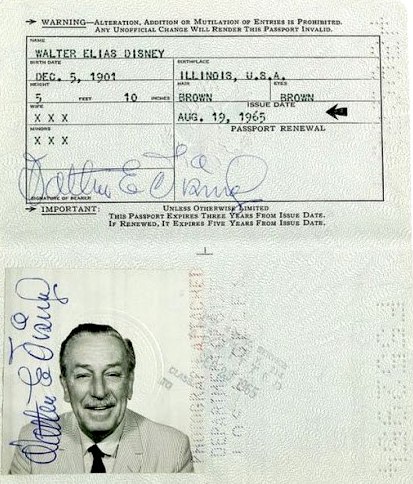 → WARNING—ALTERATION, ADDITION OR MUTILATION OF ENTRIES IS PROHIBITED.
ANY UNOFFICIAL CHANGE WILL RENDER THIS PASSPORT INVALID.
NAME
WALTER ELIAS DISNEY
BIRTH DATE BIRTHPLACE
DEC. 5, 1901 ILLINOIS, U.S.A.
HEIGHT HAIR EYES
5 FEET 10 INCHES BROWN BROWN
WIFE ISSUE DATE
X X X AUG. 19, 1965
MINORS PASSPORT RENEWAL
X X X
Walter E Disney
SIGNATURE OF BEARER
→ IMPORTANT: UNLESS OTHERWISE LIMITED
THIS PASSPORT EXPIRES THREE YEARS FROM ISSUE DATE.
IF RENEWED, IT EXPIRES FIVE YEARS FROM ISSUE DATE.
Walter E Disney
PHOTOGRAPH ATTACHED
DEPARTMENT OF STATE
LOS ANGELES